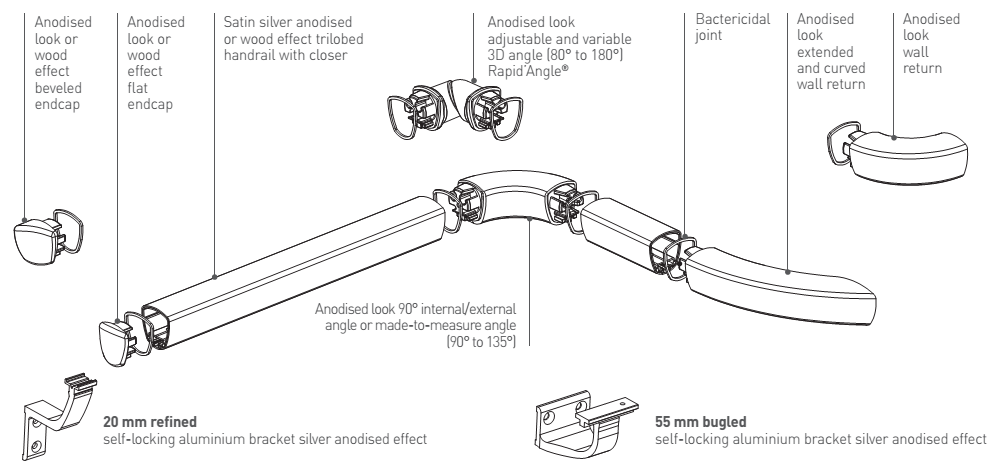 Anodised
look or
wood
effect
beveled
endcap
Anodised
look or
wood
effect
flat
endcap
Satin silver anodised
or wood effect trilobed
handrail with closer
Anodised look
adjustable and variable
3D angle (80° to 180°)
Rapid'Angle®
Bactericidal
joint
Anodised
look
extended
and curved
wall return
Anodised
look
wall
return
Anodised look 90° internal/external
angle or made-to-measure angle
(90° to 135°)
20 mm refined
self-locking aluminium bracket silver anodised effect
55 mm bugled
self-locking aluminium bracket silver anodised effect